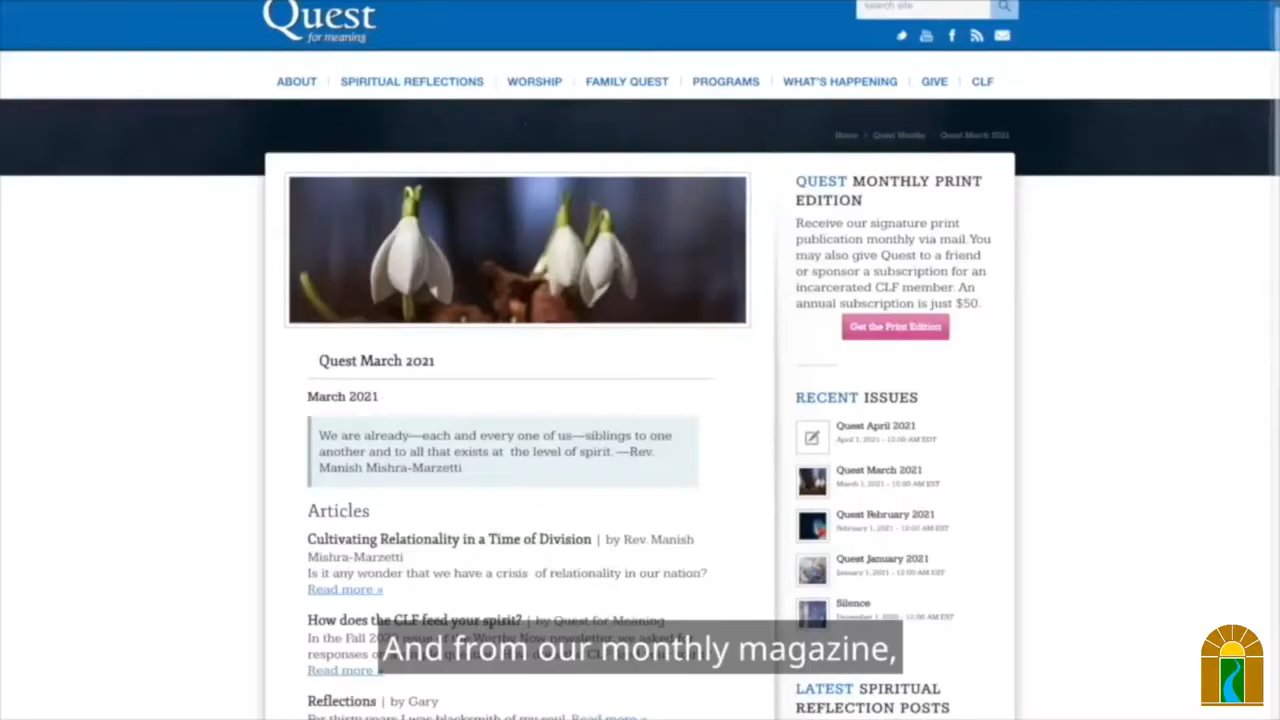 Quest
for meaning
search site
ABOUT
SPIRITUAL REFLECTIONS
WORSHIP
FAMILY QUEST
PROGRAMS
WHAT'S HAPPENING
GIVE
CLF
Home
Quest Monthly
Quest March 2021
Quest March 2021
March 2021
We are already—each and every one of us—siblings to one
another and to all that exists at the level of spirit. —Rev.
Manish Mishra-Marzetti
Articles
Cultivating Relationality in a Time of Division | by Rev. Manish
Mishra-Marzetti
Is it any wonder that we have a crisis of relationality in our nation?
Read more »
How does the CLF feed your spirit? | by Quest for Meaning
In the Fall
responses
Read more »
Reflections | by Gary
For thirty years I was blacksmith of my soul. Read more »
QUEST MONTHLY PRINT
EDITION
Receive our signature print
publication monthly via mail. You
may also give Quest to a friend
or sponsor a subscription for an
incarcerated CLF member. An
annual subscription is just $50.
Get the Print Edition
RECENT ISSUES
Quest April 2021
April 1, 2021 - 12:00 AM EDT
Quest March 2021
March 1, 2021 - 12:00 AM EST
Quest February 2021
February 1, 2021 - 12:00 AM EST
Quest January 2021
January 1, 2021 - 12:00 AM EST
Silence
December 1, 2020 - 12:00 AM EST
LATEST SPIRITUAL
REFLECTION POSTS
And from our monthly magazine,